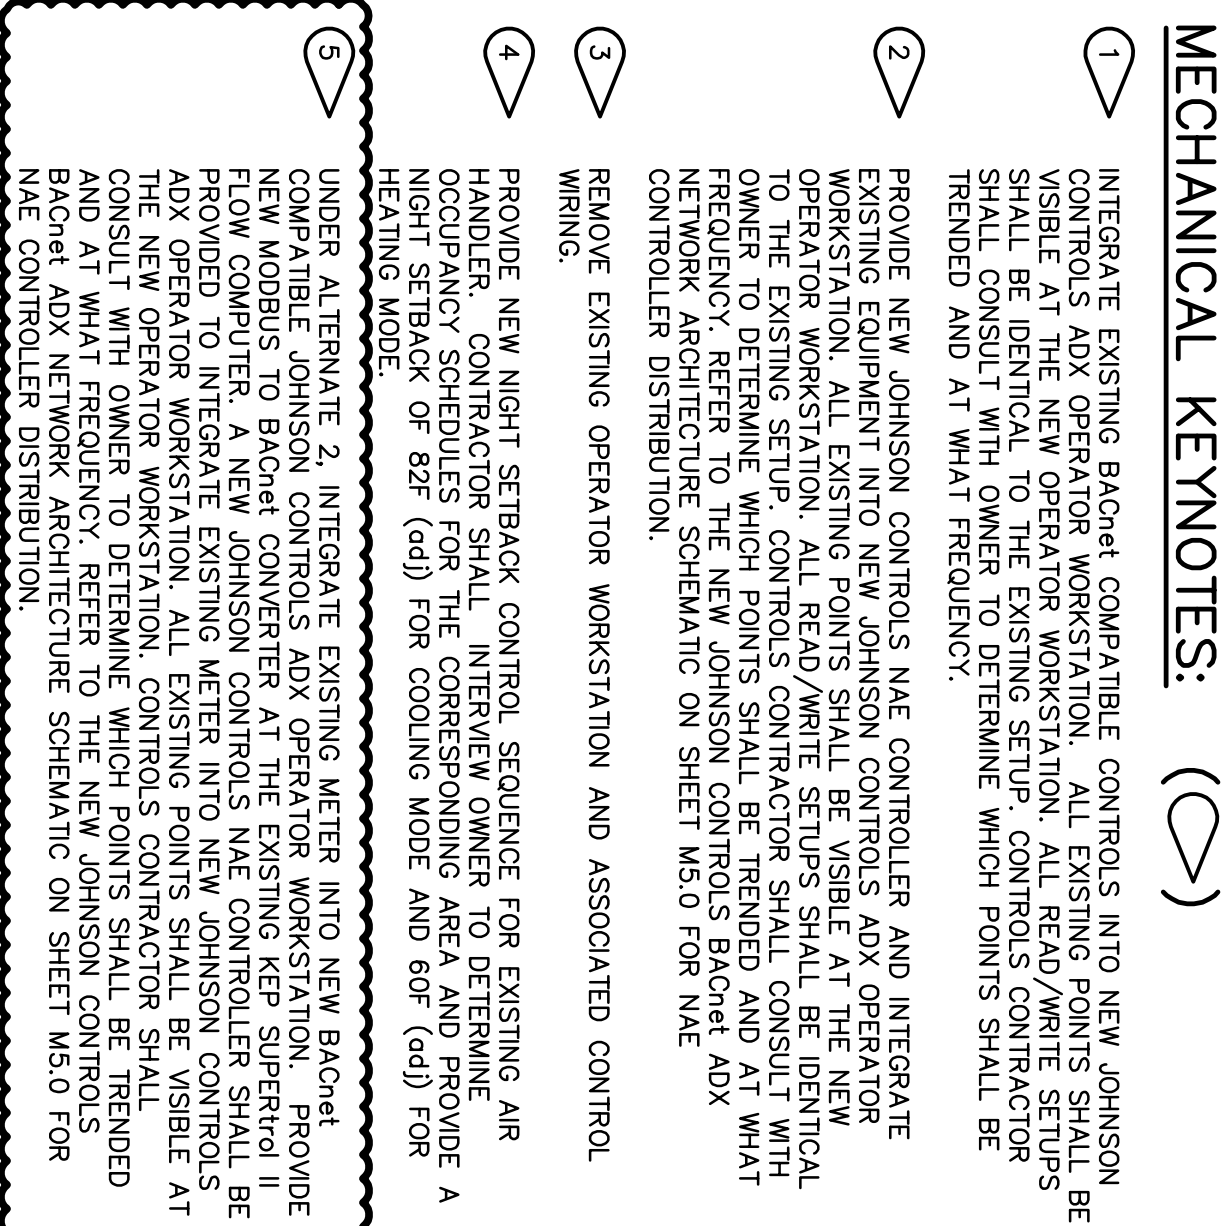 MECHANICAL KEYNOTES: ( )
1
INTEGRATE EXISTING BACnet COMPATIBLE CONTROLS INTO NEW JOHNSON
CONTROLS ADX OPERATOR WORKSTATION. ALL EXISTING POINTS SHALL BE
VISIBLE AT THE NEW OPERATOR WORKSTATION. ALL READ/WRITE SETUPS
SHALL BE IDENTICAL TO THE EXISTING SETUP. CONTROLS CONTRACTOR
SHALL CONSULT WITH OWNER TO DETERMINE WHICH POINTS SHALL BE
TRENDED AND AT WHAT FREQUENCY.
2
PROVIDE NEW JOHNSON CONTROLS NAE CONTROLLER AND INTEGRATE
EXISTING EQUIPMENT INTO NEW JOHNSON CONTROLS ADX OPERATOR
WORKSTATION. ALL EXISTING POINTS SHALL BE VISIBLE AT THE NEW
OPERATOR WORKSTATION. ALL READ/WRITE SETUPS SHALL BE IDENTICAL
TO THE EXISTING SETUP. CONTROLS CONTRACTOR SHALL CONSULT WITH
OWNER TO DETERMINE WHICH POINTS SHALL BE TRENDED AND AT WHAT
FREQUENCY. REFER TO THE NEW JOHNSON CONTROLS BACnet ADX
NETWORK ARCHITECTURE SCHEMATIC ON SHEET M5.0 FOR NAE
CONTROLLER DISTRIBUTION.
3
REMOVE EXISTING OPERATOR WORKSTATION AND ASSOCIATED CONTROL
WIRING.
4
PROVIDE NEW NIGHT SETBACK CONTROL SEQUENCE FOR EXISTING AIR
HANDLER. CONTRACTOR SHALL INTERVIEW OWNER TO DETERMINE
OCCUPANCY SCHEDULES FOR THE CORRESPONDING AREA AND PROVIDE A
NIGHT SETBACK OF 82F (adj) FOR COOLING MODE AND 60F (adj) FOR
HEATING MODE.
5
UNDER ALTERNATE 2, INTEGRATE EXISTING METER INTO NEW BACnet
COMPATIBLE JOHNSON CONTROLS ADX OPERATOR WORKSTATION. PROVIDE
NEW MODBUS TO BACnet CONVERTER AT THE EXISTING KEP SUPERtrol II
FLOW COMPUTER. A NEW JOHNSON CONTROLS NAE CONTROLLER SHALL BE
PROVIDED TO INTEGRATE EXISTING METER INTO NEW JOHNSON CONTROLS
ADX OPERATOR WORKSTATION. ALL EXISTING POINTS SHALL BE VISIBLE AT
THE NEW OPERATOR WORKSTATION. CONTROLS CONTRACTOR SHALL
CONSULT WITH OWNER TO DETERMINE WHICH POINTS SHALL BE TRENDED
AND AT WHAT FREQUENCY. REFER TO THE NEW JOHNSON CONTROLS
BACnet ADX NETWORK ARCHITECTURE SCHEMATIC ON SHEET M5.0 FOR
NAE CONTROLLER DISTRIBUTION.